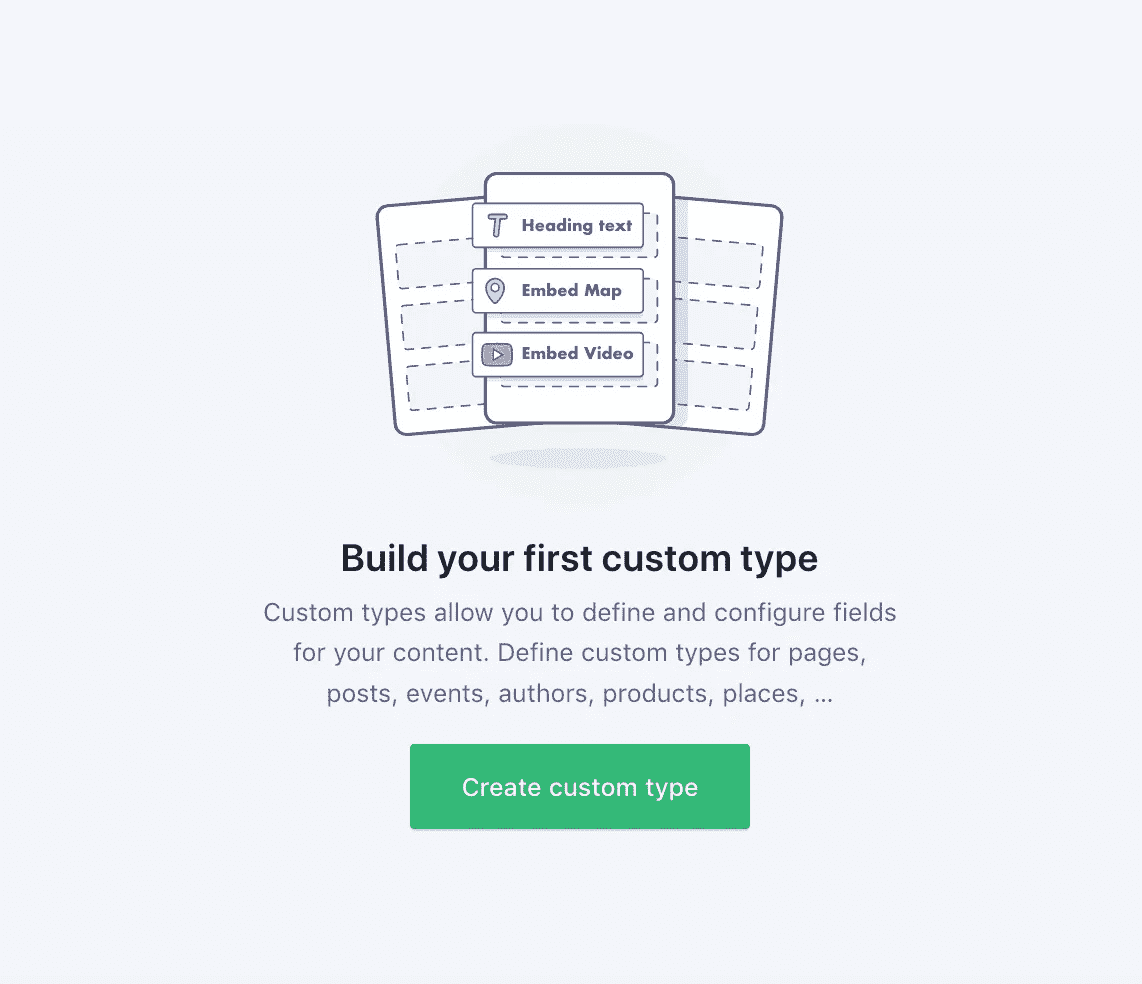 Heading text
Embed Map
Embed Video
Build your first custom type
Custom types allow you to define and configure fields
for your content. Define custom types for pages,
posts, events, authors, products, places, ...
Create custom type